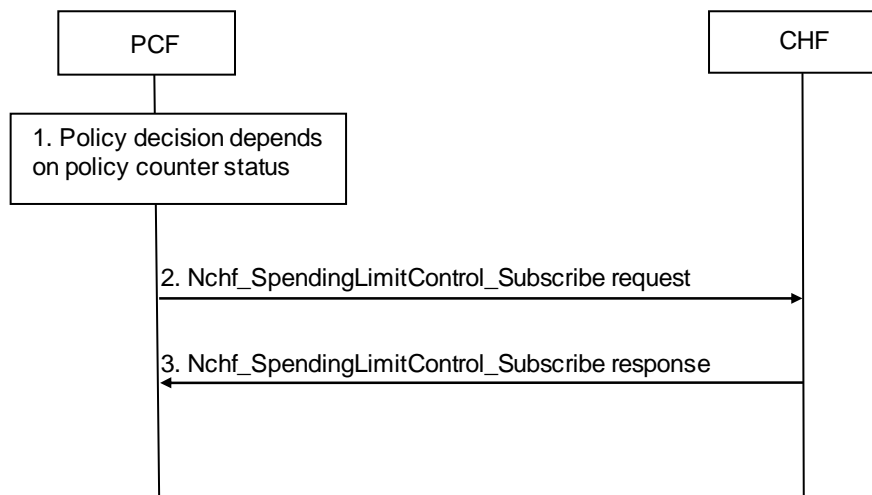 PCF
CHF
1. Policy decision depends
on policy counter status
2. Nchf_SpendingLimitControl_Subscribe request
3. Nchf_SpendingLimitControl_Subscribe response